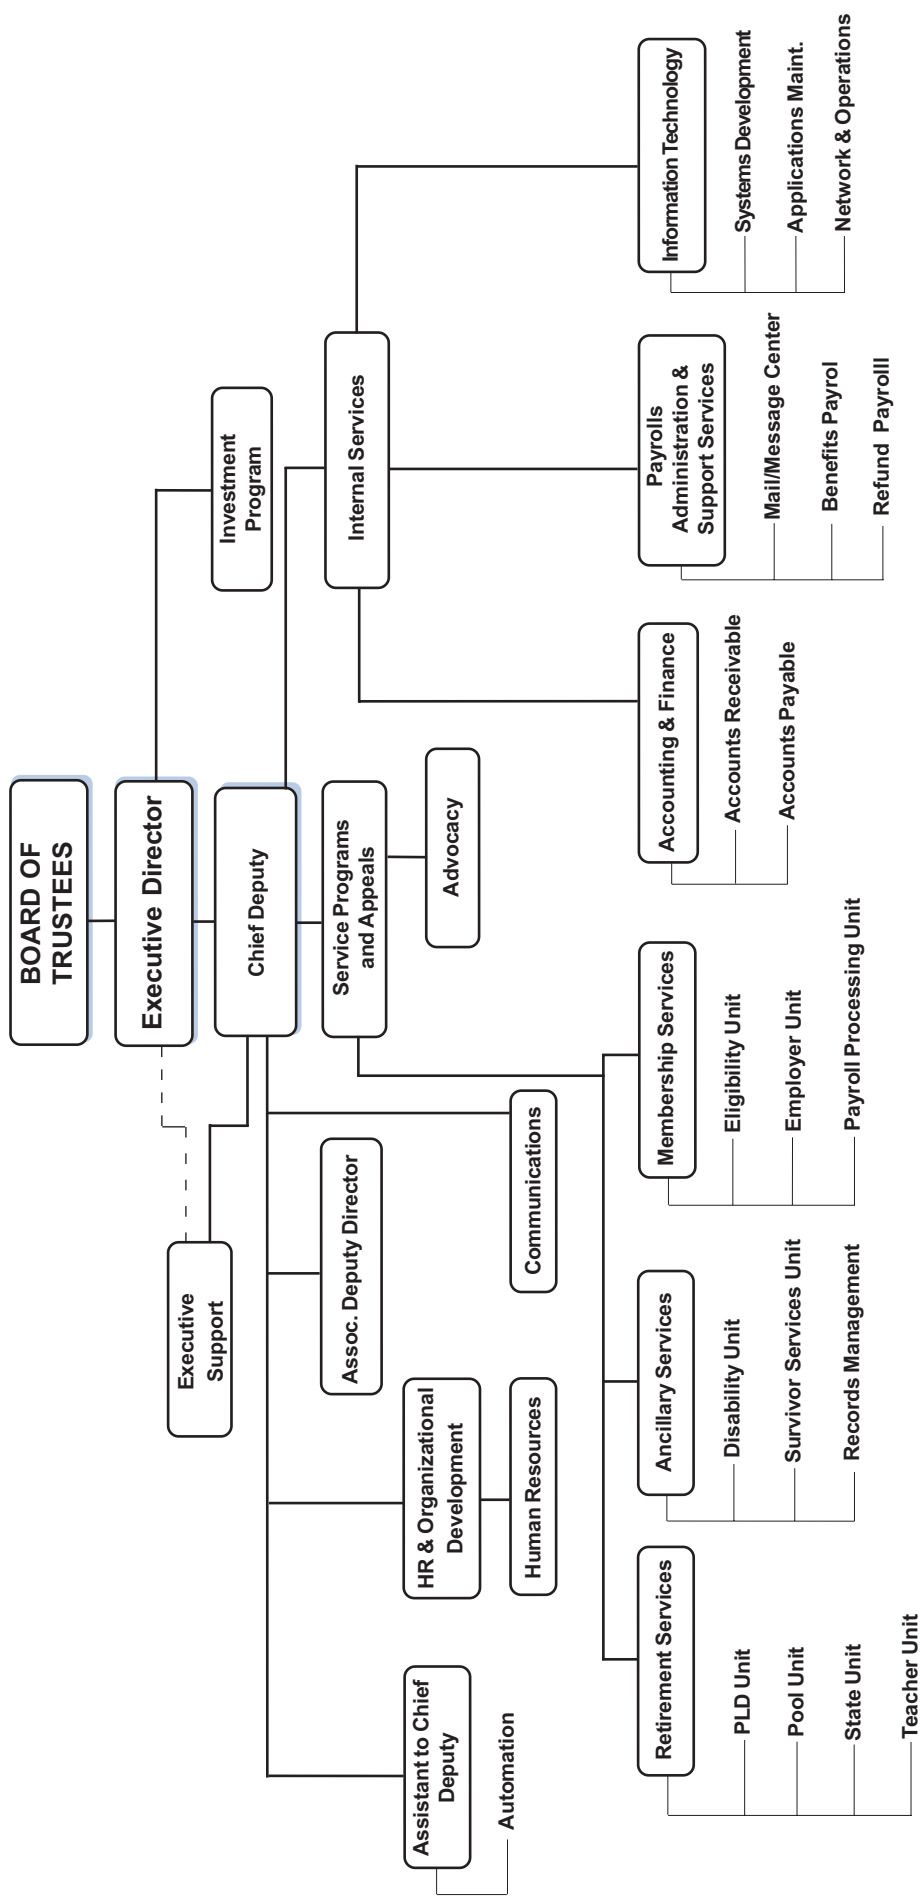 BOARD OF
TRUSTEES
Executive Director
Executive
Support
Chief Deputy
Investment
Program
Assistant to Chief
Deputy
Automation
HR & Organizational
Development
Human Resources
Assoc. Deputy Director
Communications
Service Programs
and Appeals
Advocacy
Internal Services
Retirement Services
PLD Unit
Pool Unit
State Unit
Teacher Unit
Ancillary Services
Disability Unit
Survivor Services Unit
Records Management
Membership Services
Eligibility Unit
Employer Unit
Payroll Processing Unit
Accounting & Finance
Accounts Receivable
Accounts Payable
Payrolls
Administration &
Support Services
Mail/Message Center
Benefits Payrol
Refund Payrolll
Information Technology
Systems Development
Applications Maint.
Network & Operations